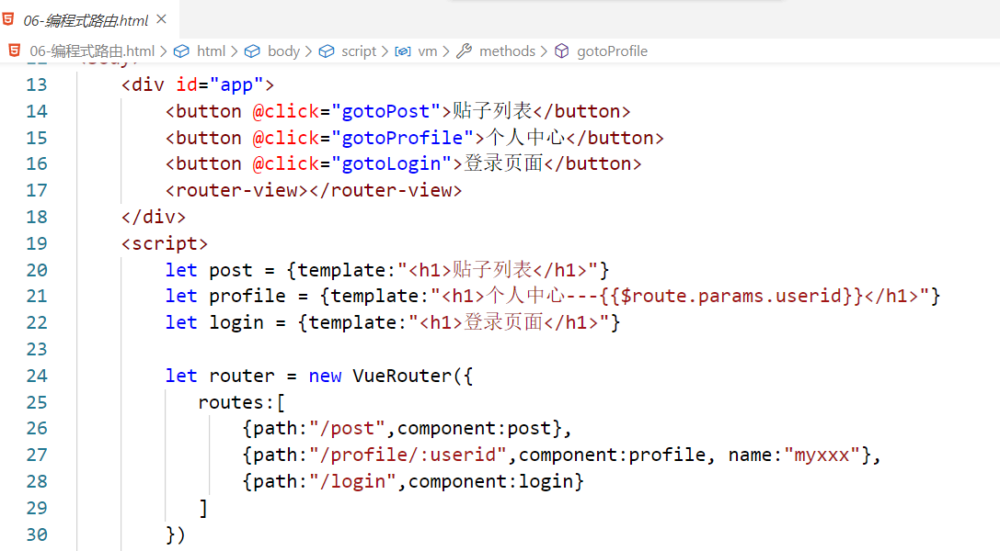 06-编程式路由.html ×
06-编程式路由.html > html > body > script > vm > methods > gotoProfile
13 <div id="app">
14 <button @click="gotoPost">贴子列表</button>
15 <button @click="gotoProfile">个人中心</button>
16 <button @click="gotoLogin">登录页面</button>
17 <router-view></router-view>
18 </div>
19 <script>
20 let post = {template:"<h1>贴子列表</h1>"}
21 let profile = {template:"<h1>个人中心---{{$route.params.userid}}</h1>"}
22 let login = {template:"<h1>登录页面</h1>"}
23
24 let router = new VueRouter({
25 routes:[
26 {path:"/post",component:post},
27 {path:"/profile/:userid",component:profile, name:"myxxx"},
28 {path:"/login",component:login}
29 ]
30 })